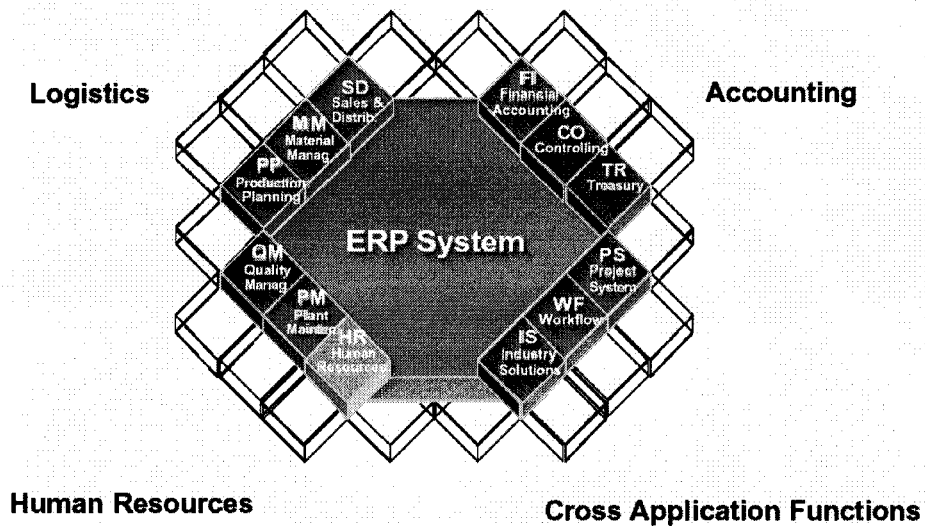 Logistics
Accounting
SD
Sales &
Distrib.
MM
Material
Manag
PP
Production
Planning
FI
Financial
Accounting
CO
Controlling
TR
Treasury
ERP System
QM
Quality
Manag
PM
Plant
HR
Human
Resources
PS
Project
System
WF
Workflow
IS
Industry
Solutions
Human Resources
Cross Application Functions